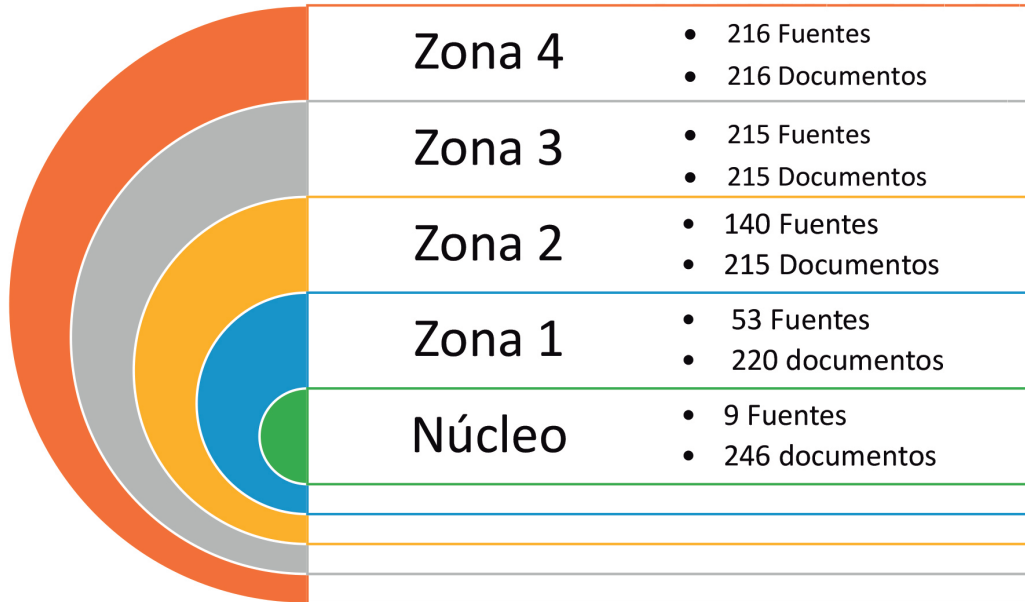 Zona 4
• 216 Fuentes
• 216 Documentos
Zona 3
• 215 Fuentes
• 215 Documentos
Zona 2
• 140 Fuentes
• 215 Documentos
Zona 1
• 53 Fuentes
• 220 documentos
Núcleo
• 9 Fuentes
• 246 documentos